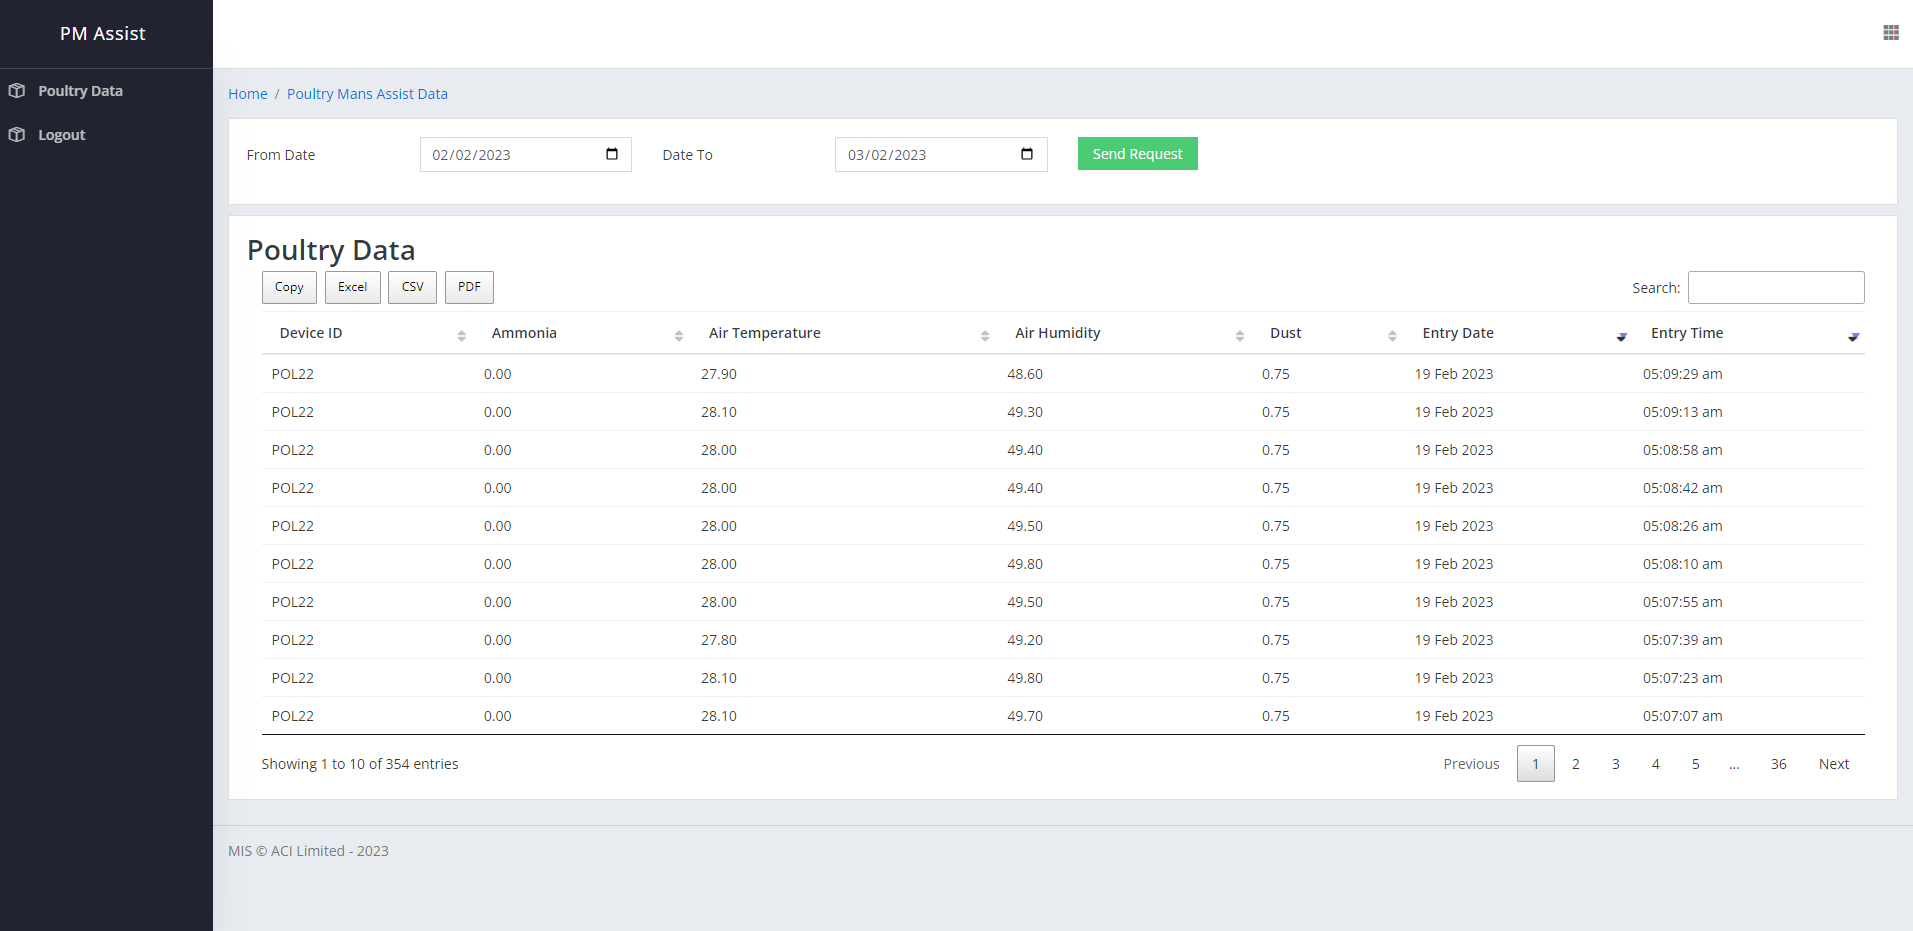 PM Assist
Poultry Data
Logout
Home / Poultry Mans Assist Data
From Date 02/02/2023 Date To 03/02/2023 Send Request
Poultry Data
Copy Excel CSV PDF Search:
Device ID Ammonia Air Temperature Air Humidity Dust Entry Date Entry Time
POL22 0.00 27.90 48.60 0.75 19 Feb 2023 05:09:29 am
POL22 0.00 28.10 49.30 0.75 19 Feb 2023 05:09:13 am
POL22 0.00 28.00 49.40 0.75 19 Feb 2023 05:08:58 am
POL22 0.00 28.00 49.40 0.75 19 Feb 2023 05:08:42 am
POL22 0.00 28.00 49.50 0.75 19 Feb 2023 05:08:26 am
POL22 0.00 28.00 49.80 0.75 19 Feb 2023 05:08:10 am
POL22 0.00 28.00 49.50 0.75 19 Feb 2023 05:07:55 am
POL22 0.00 27.80 49.20 0.75 19 Feb 2023 05:07:39 am
POL22 0.00 28.10 49.80 0.75 19 Feb 2023 05:07:23 am
POL22 0.00 28.10 49.70 0.75 19 Feb 2023 05:07:07 am
Showing 1 to 10 of 354 entries Previous 1 2 3 4 5 ... 36 Next
MIS © ACI Limited - 2023